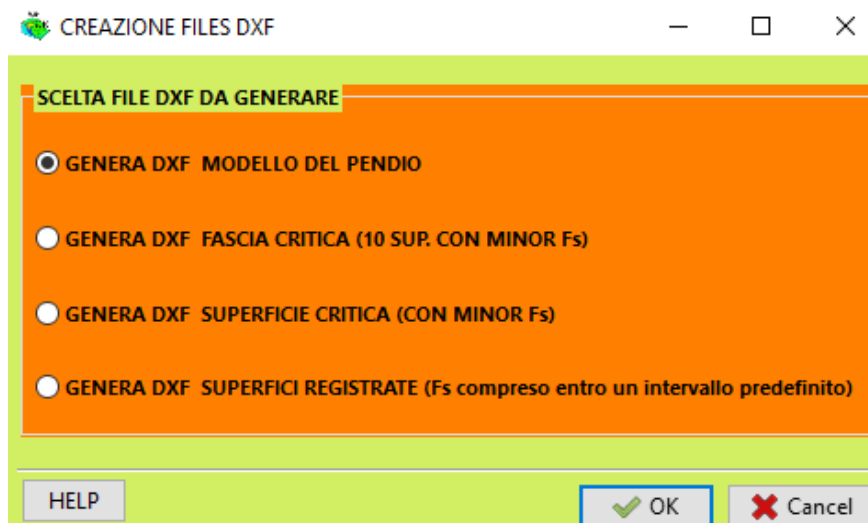 CREAZIONE FILES DXF
SCELTA FILE DXF DA GENERARE
GENERA DXF MODELLO DEL PENDIO
GENERA DXF FASCIA CRITICA (10 SUP. CON MINOR Fs)
GENERA DXF SUPERFICIE CRITICA (CON MINOR Fs)
GENERA DXF SUPERFICI REGISTRATE (Fs compreso entro un intervallo predefinito)
HELP
OK
Cancel